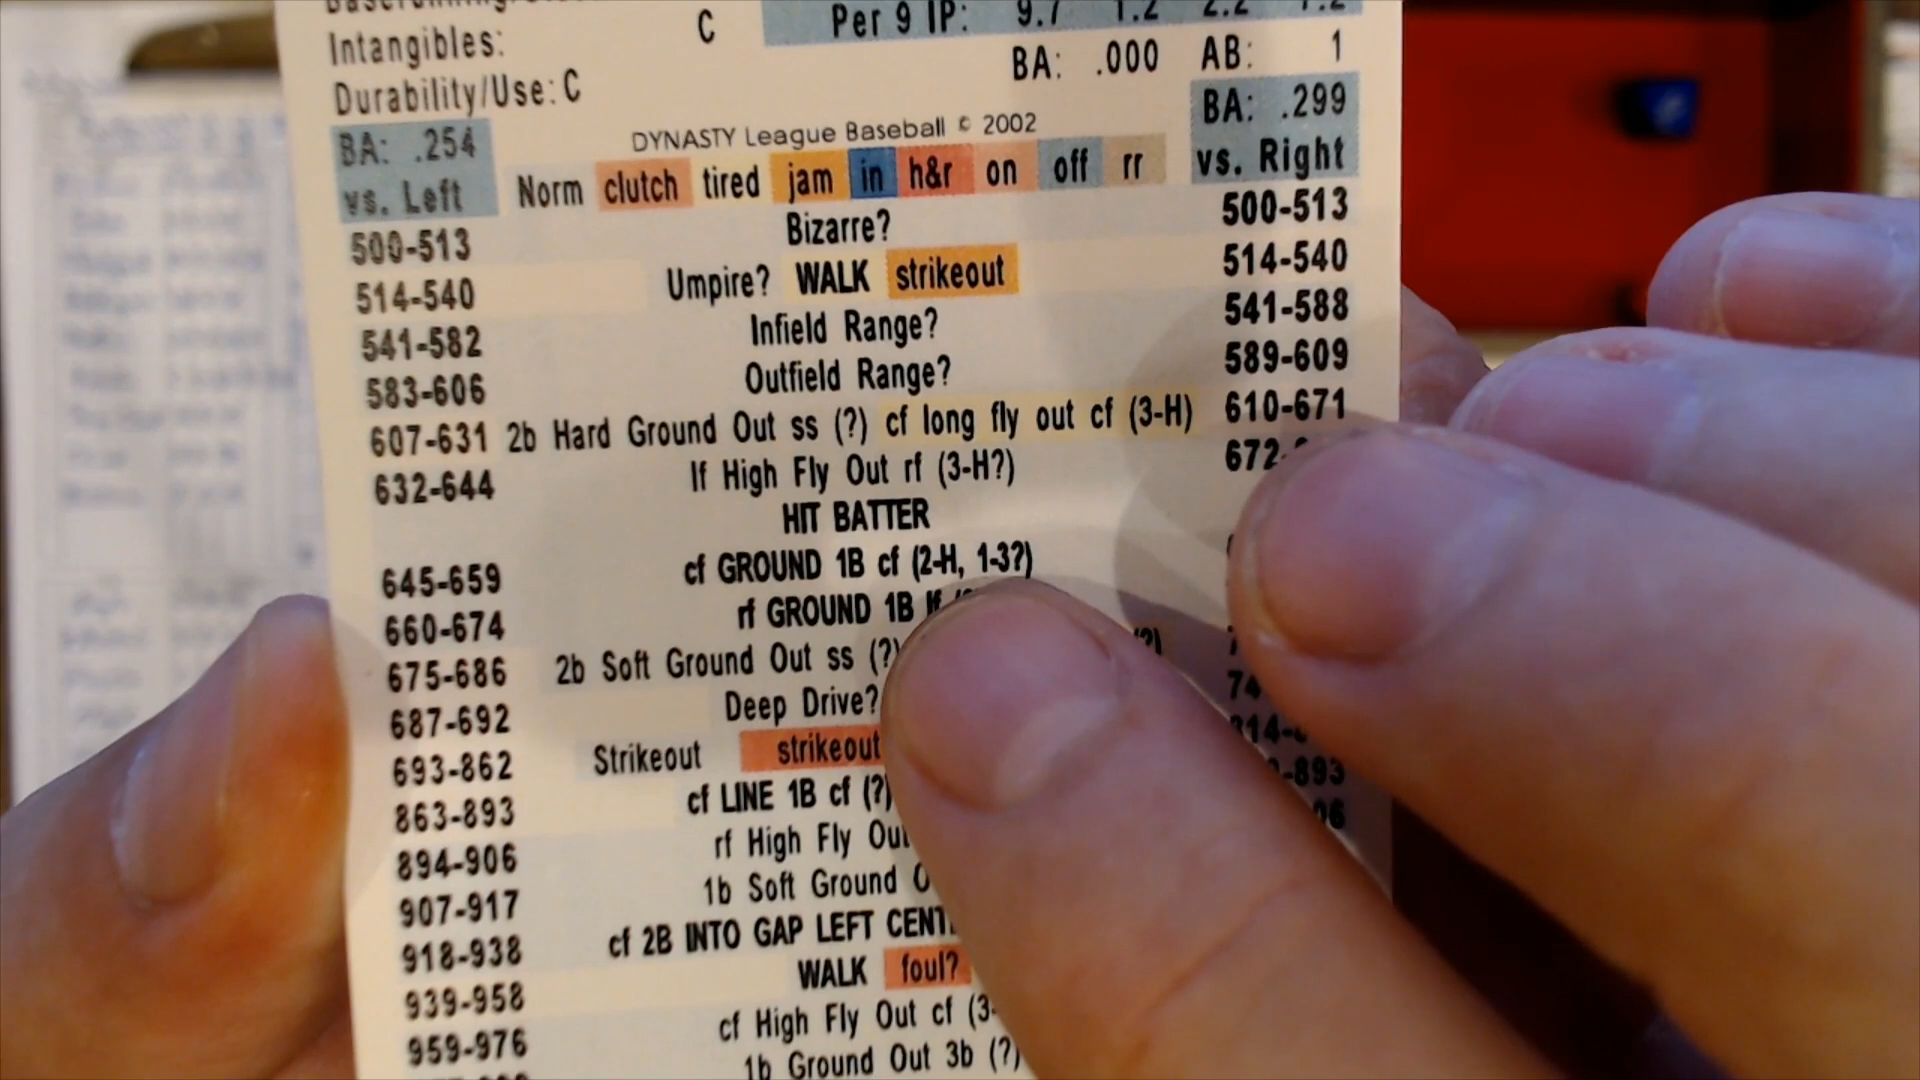 Intangibles: C Per 9 IP: 9.7 1.2 2.2
Durability/Use: C BA: .000 AB: 1
BA: .254 BA: .299
DYNASTY League Baseball © 2002
vs. Left Norm clutch tired jam in h&r on off rr vs. Right
500-513 Bizarre? 500-513
514-540 Umpire? WALK strikeout 514-540
541-582 Infield Range? 541-588
583-606 Outfield Range? 589-609
607-631 2b Hard Ground Out ss (?) cf long fly out cf (3-H) 610-671
632-644 lf High Fly Out rf (3-H?) 672-
HIT BATTER
645-659 cf GROUND 1B cf (2-H, 1-3?)
660-674 rf GROUND 1B lf
675-686 2b Soft Ground Out ss (?)
687-692 Deep Drive? 74
693-862 Strikeout strikeout 814-
863-893 cf LINE 1B cf (?) -893
894-906 rf High Fly Out 06
907-917 1b Soft Ground
918-938 cf 2B INTO GAP LEFT CENT
939-958 WALK foul?
959-976 cf High Fly Out cf (3-
1b Ground Out 3b (?)